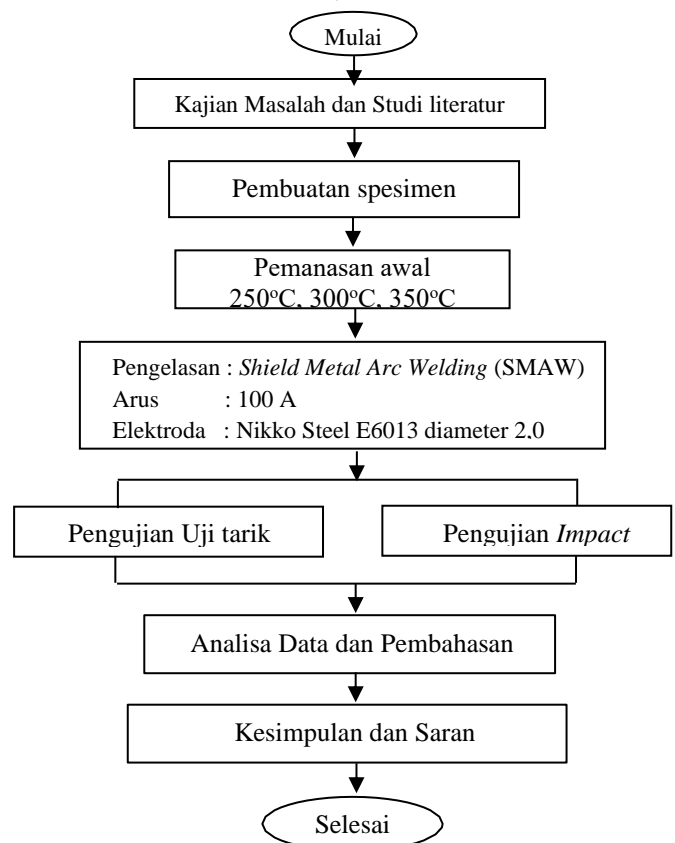 Mulai
Kajian Masalah dan Studi literatur
Pembuatan spesimen
Pemanasan awal
250°C, 300°C, 350°C
Pengelasan : Shield Metal Arc Welding (SMAW)
Arus : 100 A
Elektroda : Nikko Steel E6013 diameter 2,0
Pengujian Uji tarik
Pengujian Impact
Analisa Data dan Pembahasan
Kesimpulan dan Saran
Selesai